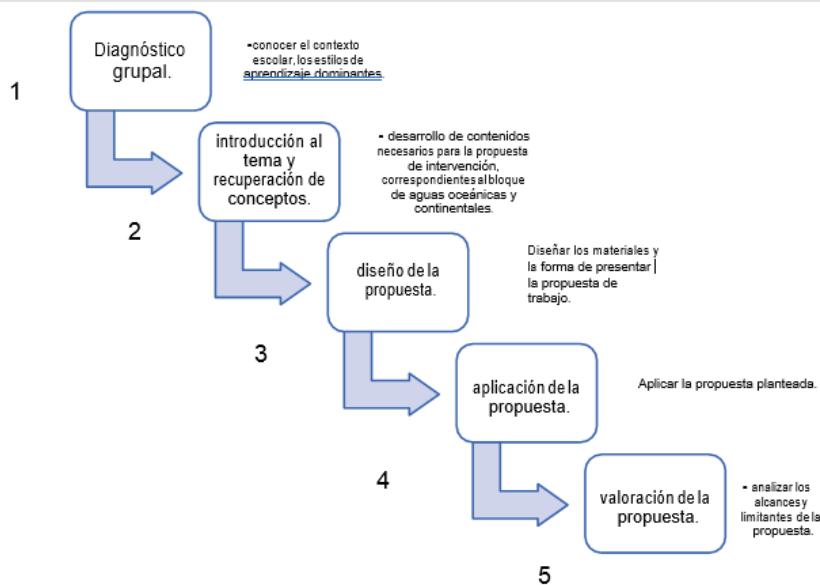 Diagnóstico
grupal.
-conocer el contexto
escolar, los estilos de
aprendizaje dominantes.
1
introducción al
tema y
recuperación de
conceptos.
- desarrollo de contenidos
necesarios para la propuesta
de intervención,
correspondientes al bloque
de aguas oceánicas y
continentales.
2
diseño de la
propuesta.
Diseñar los materiales y
la forma de presentar
la propuesta de
trabajo.
3
aplicación de la
propuesta.
Aplicar la propuesta planteada.
4
valoración de la
propuesta.
- analizar los
alcances y
limitantes de la
propuesta.
5